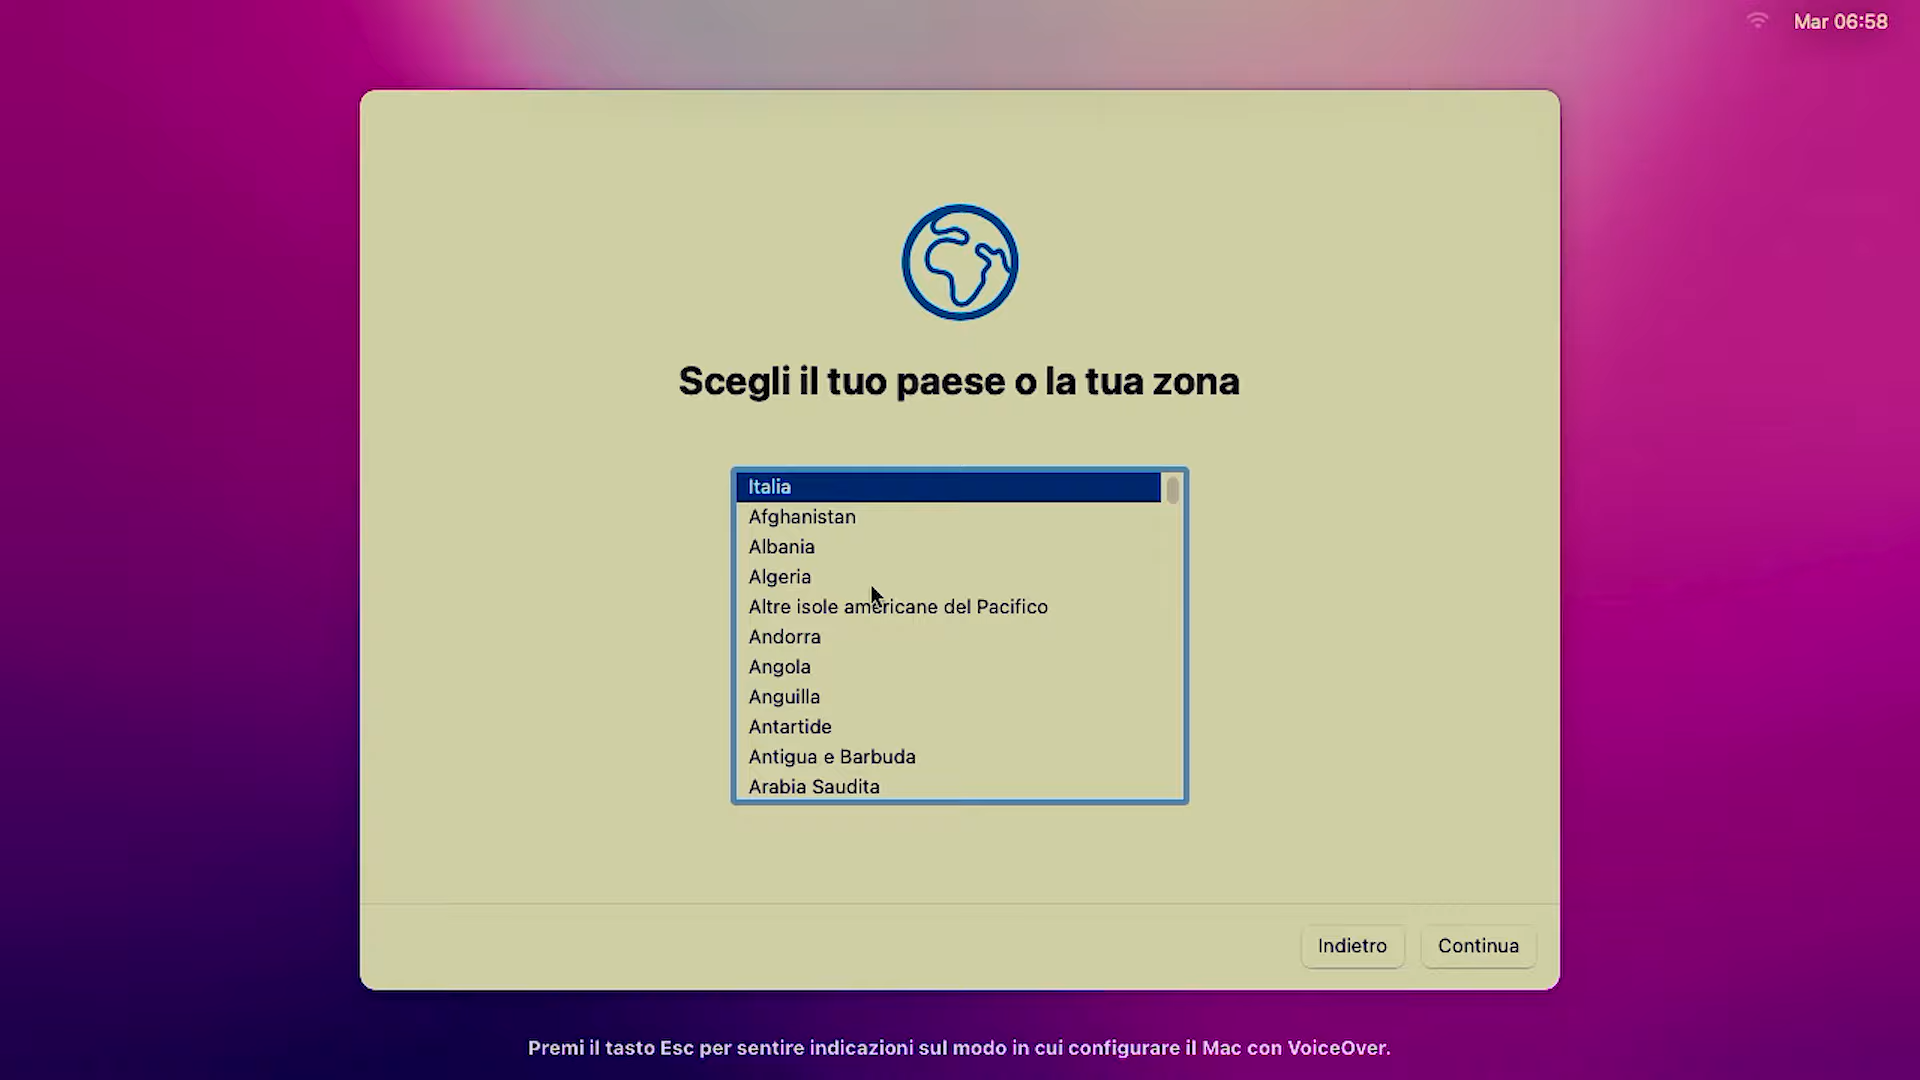 Mar 06:58
Scegli il tuo paese o la tua zona
Italia
Afghanistan
Albania
Algeria
Altre isole americane del Pacifico
Andorra
Angola
Anguilla
Antartide
Antigua e Barbuda
Arabia Saudita
Indietro
Continua
Premi il tasto Esc per sentire indicazioni sul modo in cui configurare il Mac con VoiceOver.